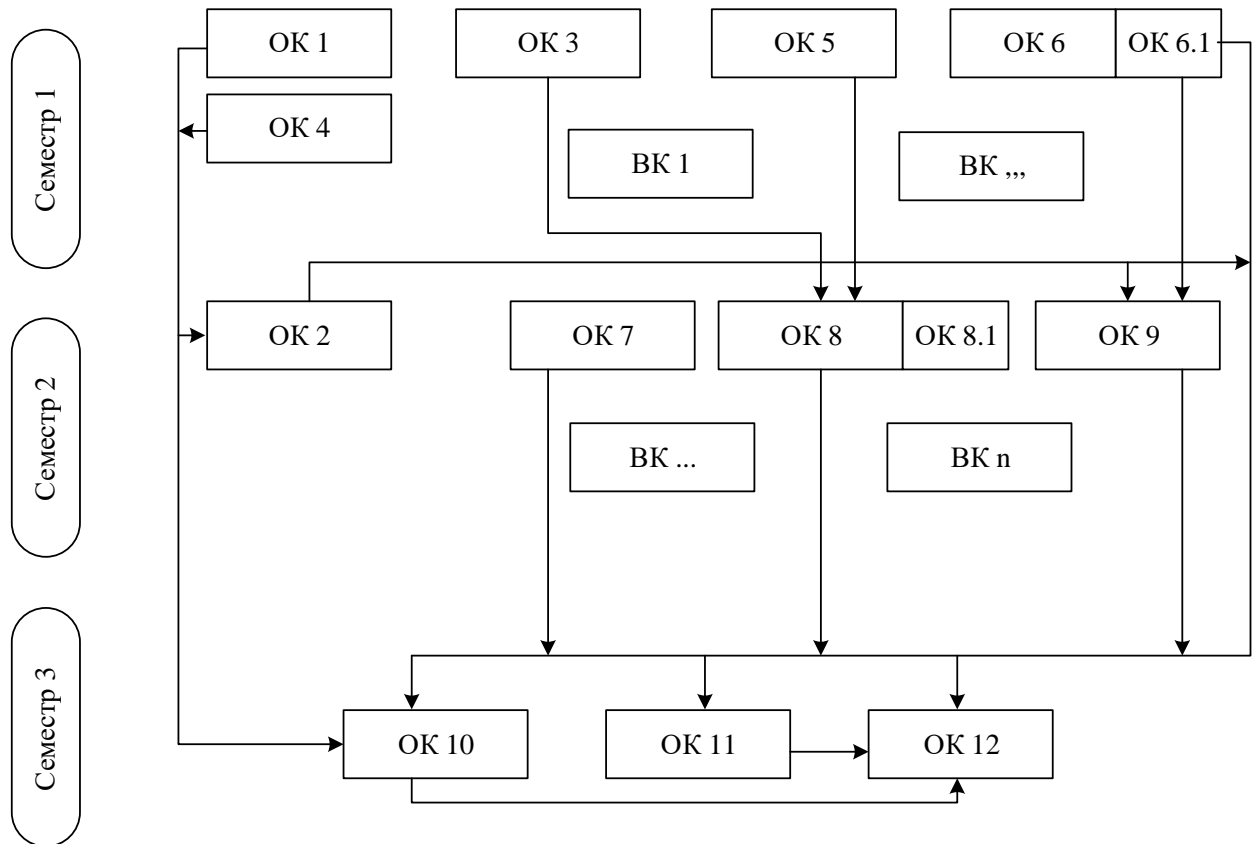 Семестр 1
ОК 1
ОК 3
ОК 5
ОК 6
ОК 6.1
ОК 4
ВК 1
ВК ,,,
Семестр 2
ОК 2
ОК 7
ОК 8
ОК 8.1
ОК 9
ВК ...
ВК n
Семестр 3
ОК 10
ОК 11
ОК 12